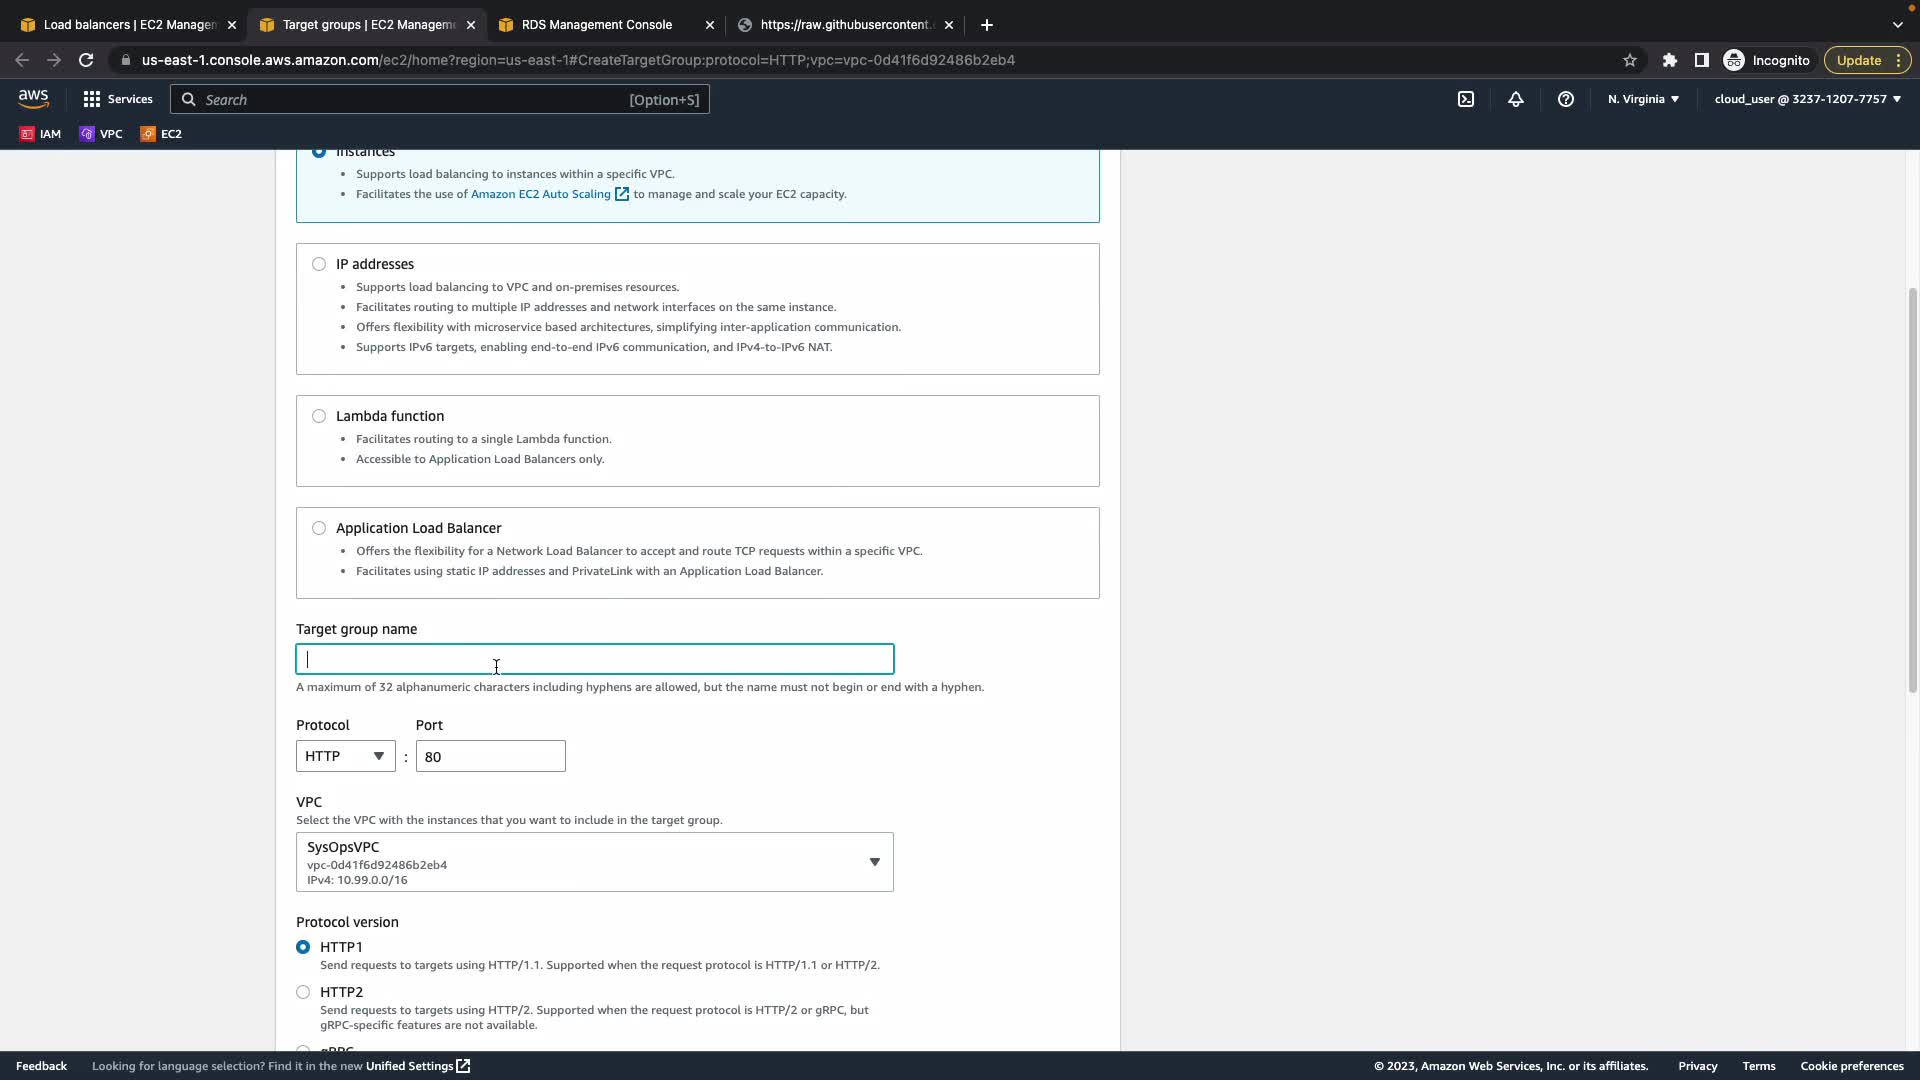 Load balancers | EC2 Managem
Target groups | EC2 Manageme
RDS Management Console
https://raw.githubusercontent.
us-east-1.console.aws.amazon.com/ec2/home?region=us-east-1#CreateTargetGroup:protocol=HTTP;vpc=vpc-0d41f6d92486b2eb4
Incognito
Update
aws
Services
Search
[Option+S]
N. Virginia
cloud_user @ 3237-1207-7757
IAM
VPC
EC2
Instances
• Supports load balancing to instances within a specific VPC.
• Facilitates the use of Amazon EC2 Auto Scaling to manage and scale your EC2 capacity.
IP addresses
• Supports load balancing to VPC and on-premises resources.
• Facilitates routing to multiple IP addresses and network interfaces on the same instance.
• Offers flexibility with microservice based architectures, simplifying inter-application communication.
• Supports IPv6 targets, enabling end-to-end IPv6 communication, and IPv4-to-IPv6 NAT.
Lambda function
• Facilitates routing to a single Lambda function.
• Accessible to Application Load Balancers only.
Application Load Balancer
• Offers the flexibility for a Network Load Balancer to accept and route TCP requests within a specific VPC.
• Facilitates using static IP addresses and PrivateLink with an Application Load Balancer.
Target group name
A maximum of 32 alphanumeric characters including hyphens are allowed, but the name must not begin or end with a hyphen.
Protocol Port
HTTP : 80
VPC
Select the VPC with the instances that you want to include in the target group.
SysOpsVPC
vpc-0d41f6d92486b2eb4
IPv4: 10.99.0.0/16
Protocol version
HTTP1
Send requests to targets using HTTP/1.1. Supported when the request protocol is HTTP/1.1 or HTTP/2.
HTTP2
Send requests to targets using HTTP/2. Supported when the request protocol is HTTP/2 or gRPC, but
gRPC-specific features are not available.
gRPC
Feedback
Looking for language selection? Find it in the new Unified Settings
© 2023, Amazon Web Services, Inc. or its affiliates.
Privacy
Terms
Cookie preferences